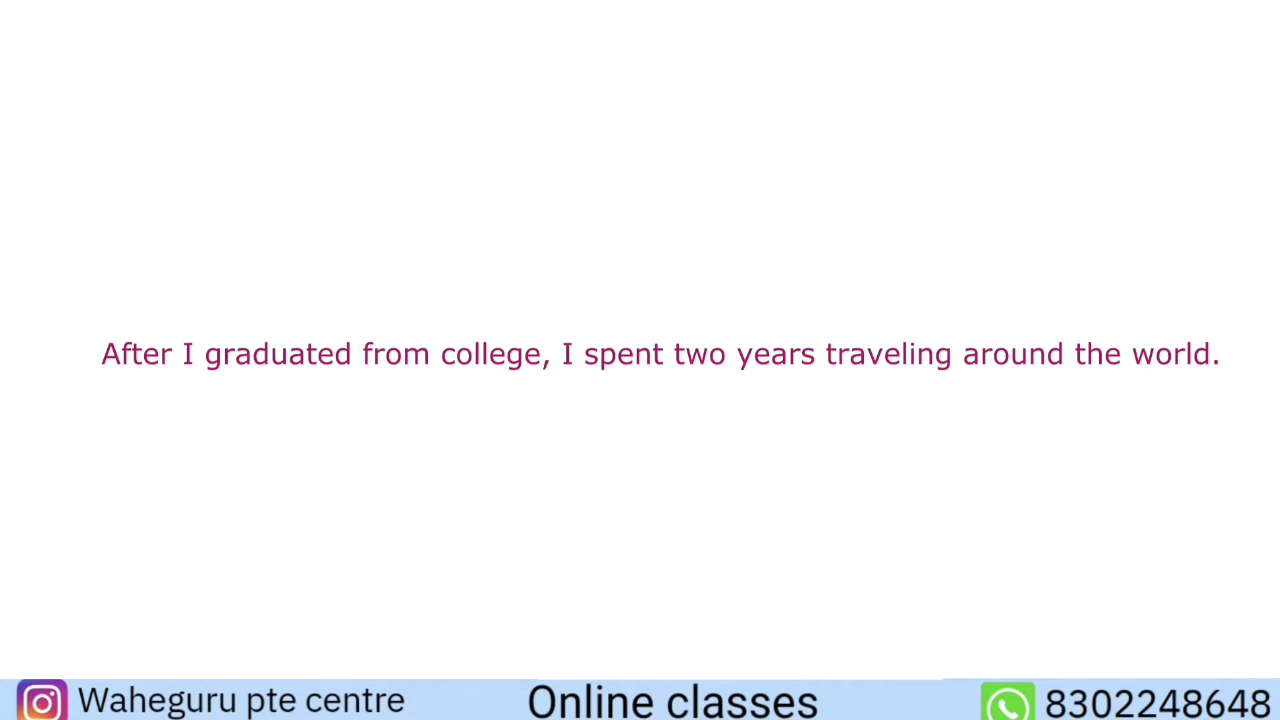 After I graduated from college, I spent two years traveling around the world.
Waheguru pte centre Online classes 8302248648